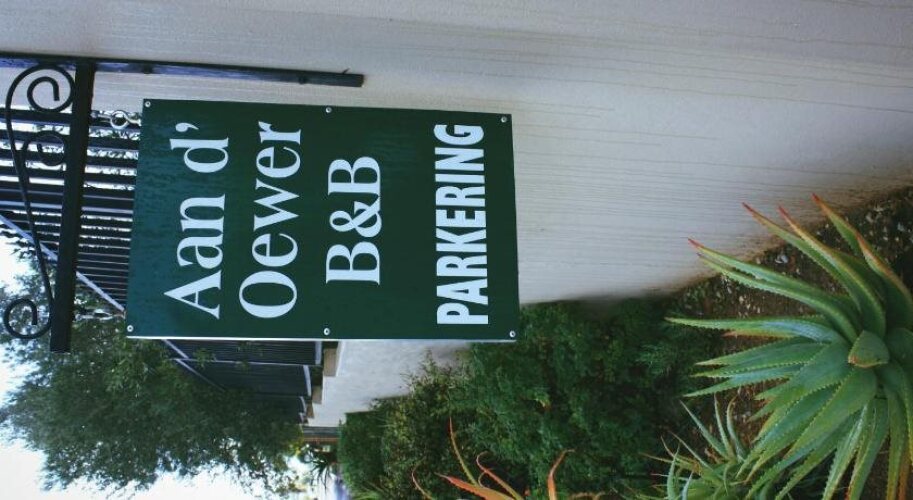 Aan d'
Oewer
B&B
PARKERING